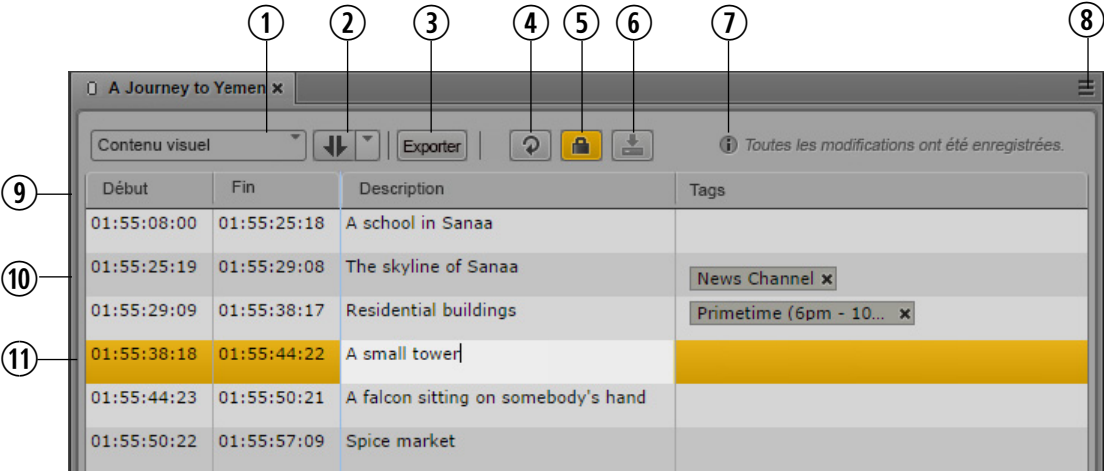 1 2 3 4 5 6 7 8
A Journey to Yemen ×
Contenu visuel Exporter Toutes les modifications ont été enregistrées.
9 Début Fin Description Tags
01:55:08:00 01:55:25:18 A school in Sanaa
10 01:55:25:19 01:55:29:08 The skyline of Sanaa News Channel ×
01:55:29:09 01:55:38:17 Residential buildings Primetime (6pm - 10... ×
11 01:55:38:18 01:55:44:22 A small tower
01:55:44:23 01:55:50:21 A falcon sitting on somebody's hand
01:55:50:22 01:55:57:09 Spice market